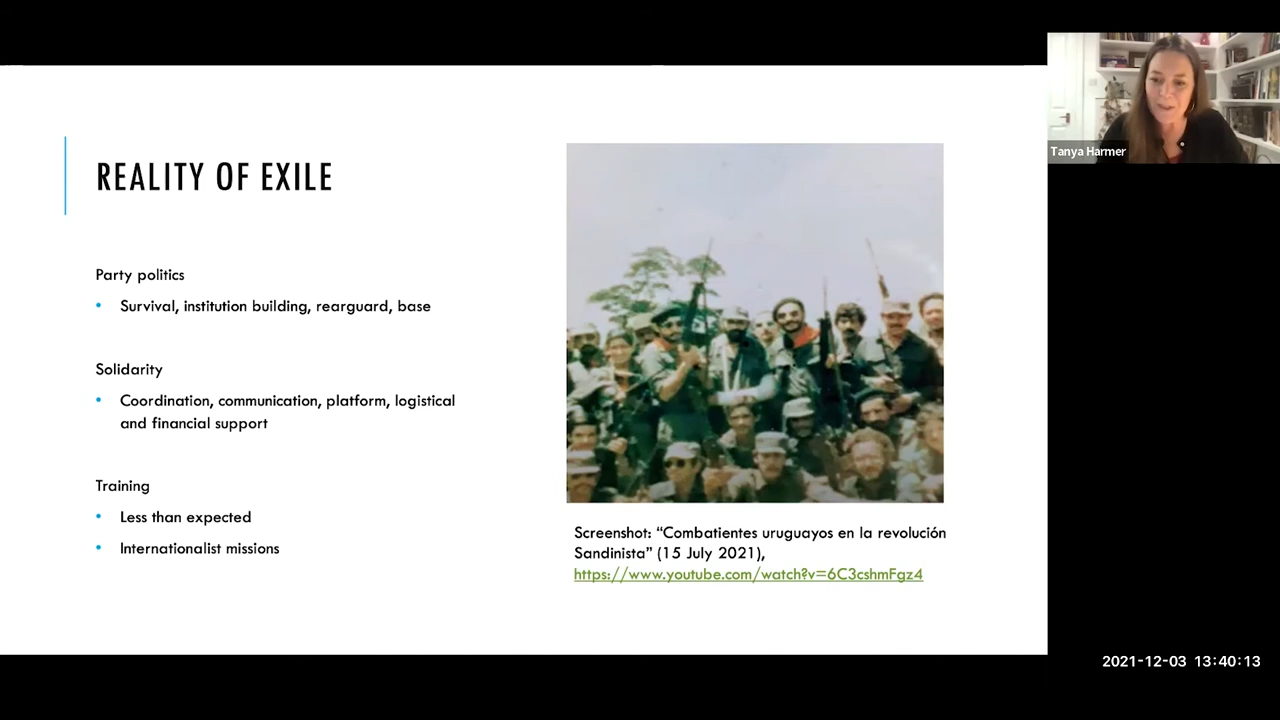 REALITY OF EXILE
Party politics
• Survival, institution building, rearguard, base
Solidarity
• Coordination, communication, platform, logistical
and financial support
Training
• Less than expected
• Internationalist missions
Screenshot: “Combatientes uruguayos en la revolución
Sandinista” (15 July 2021),
https://www.youtube.com/watch?v=6C3cshmFgz4
Tanya Harmer
2021-12-03 13:40:13